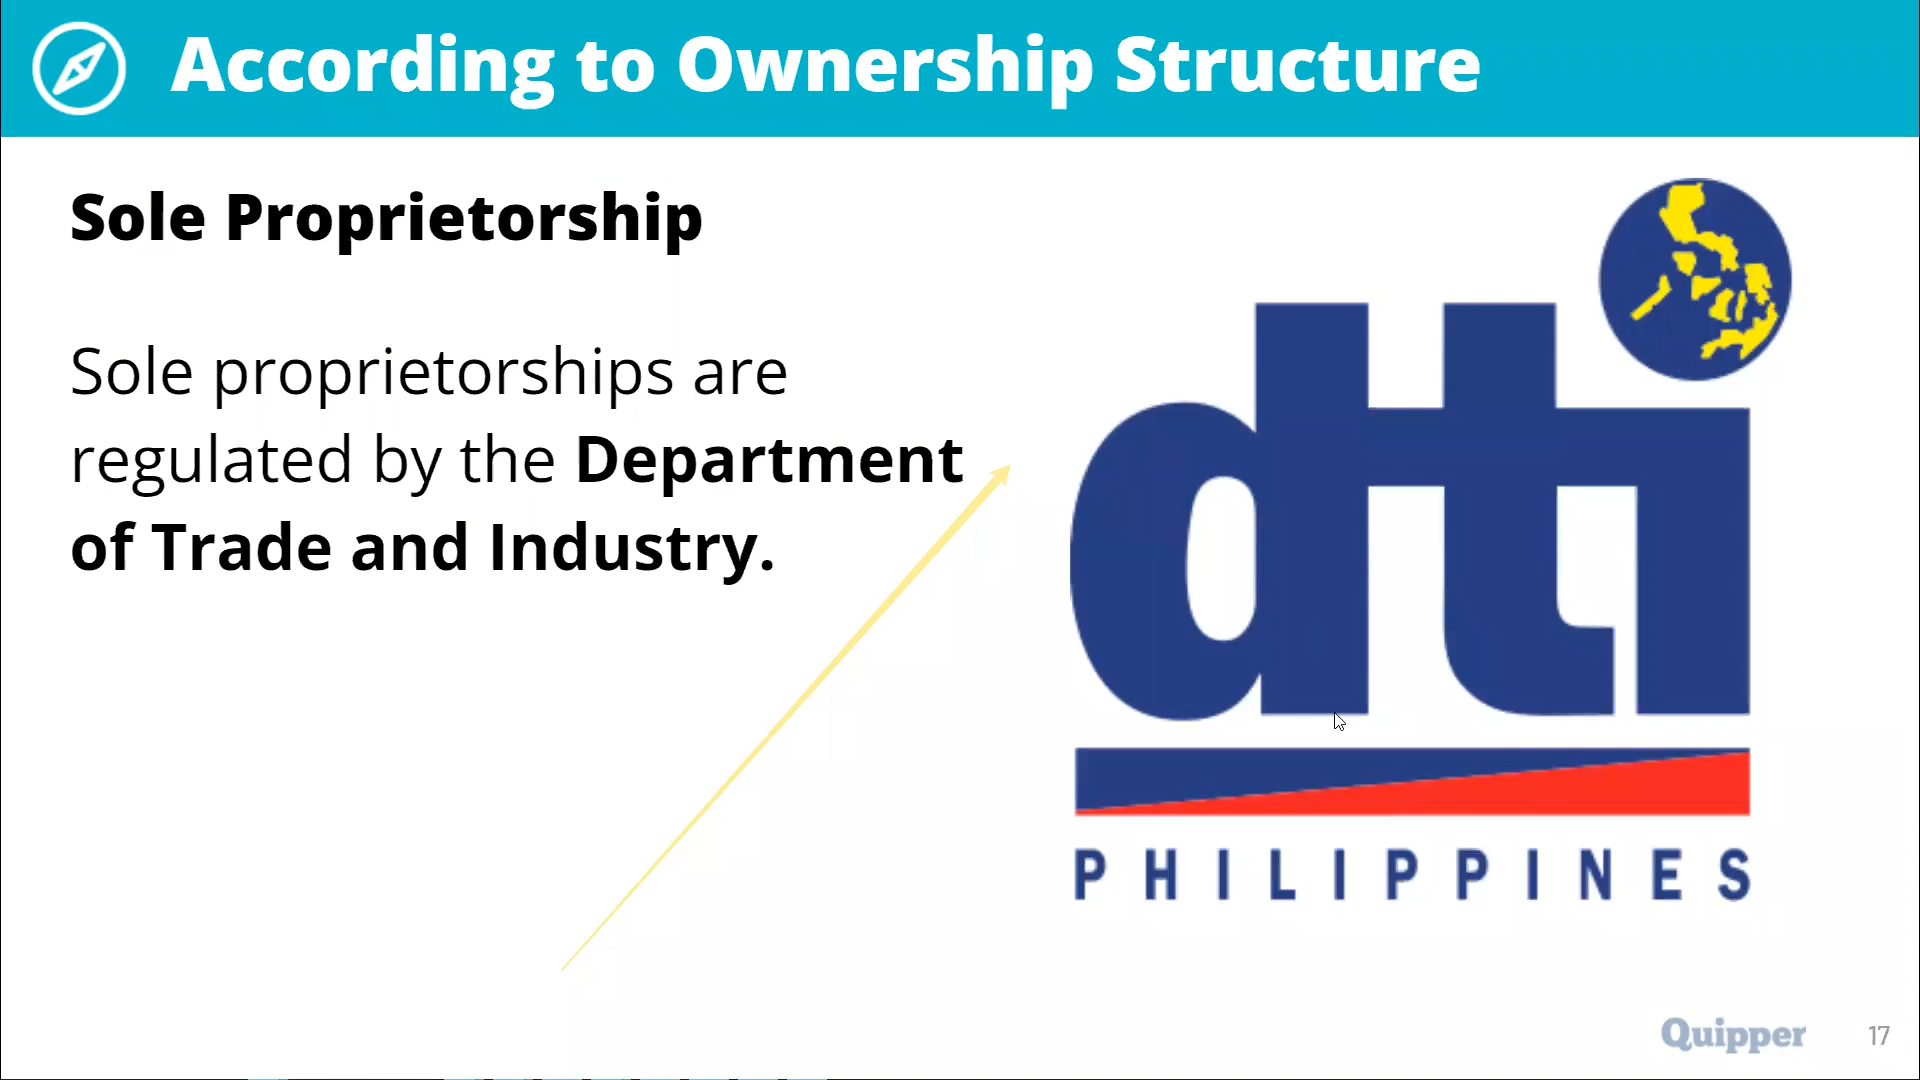 According to Ownership Structure
Sole Proprietorship
Sole proprietorships are
regulated by the Department
of Trade and Industry.
dti
PHILIPPINES
Quipper
17